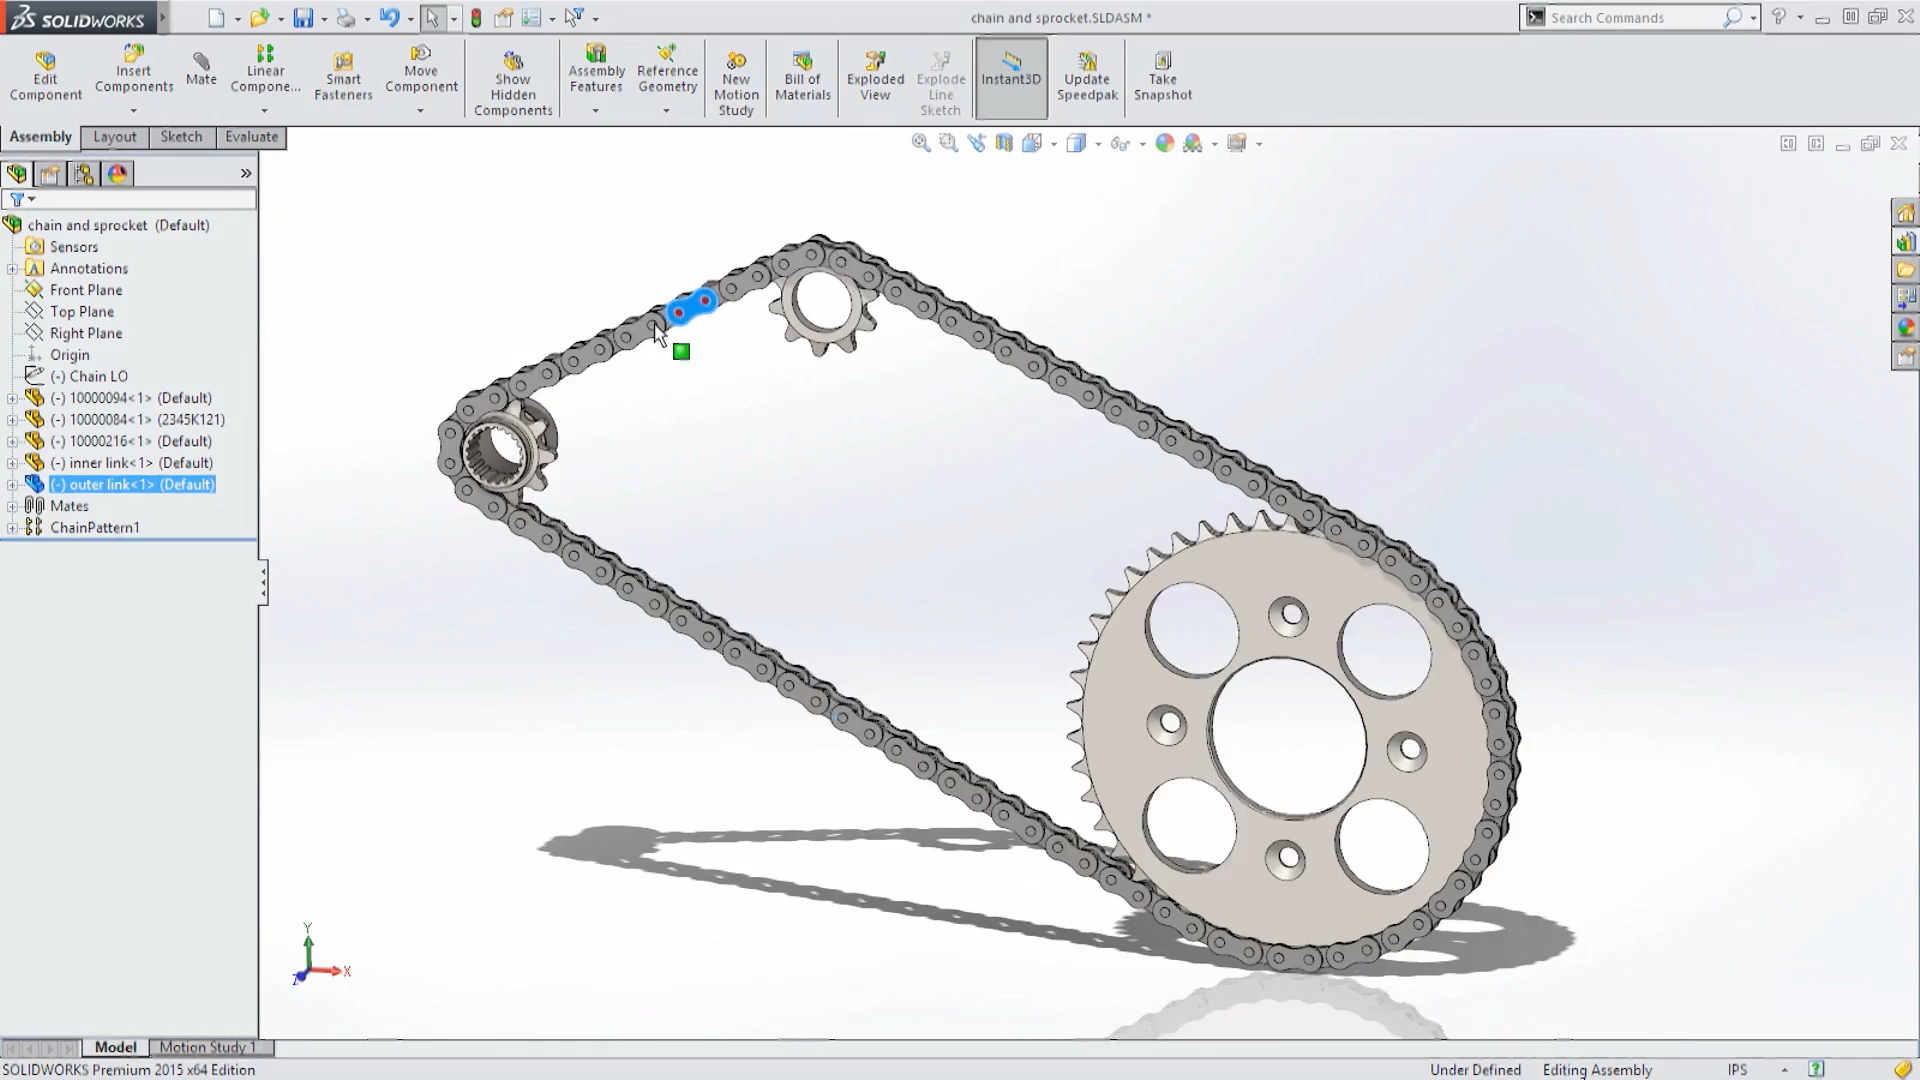 SOLIDWORKS
chain and sprocket.SLDASM *
Search Commands
Edit Component
Insert Components
Mate
Linear Compone...
Smart Fasteners
Move Component
Show Hidden Components
Assembly Features
Reference Geometry
New Motion Study
Bill of Materials
Exploded View
Explode Line Sketch
Instant3D
Update Speedpak
Take Snapshot
Assembly
Layout
Sketch
Evaluate
chain and sprocket (Default)
Sensors
Annotations
Front Plane
Top Plane
Right Plane
Origin
(-) Chain LO
(-) 10000094<1> (Default)
(-) 10000084<1> (2345K121)
(-) 10000216<1> (Default)
(-) inner link<1> (Default)
(-) outer link<1> (Default)
Mates
ChainPattern1
Y
X
Z
Model
Motion Study 1
SOLIDWORKS Premium 2015 x64 Edition
Under Defined
Editing Assembly
IPS